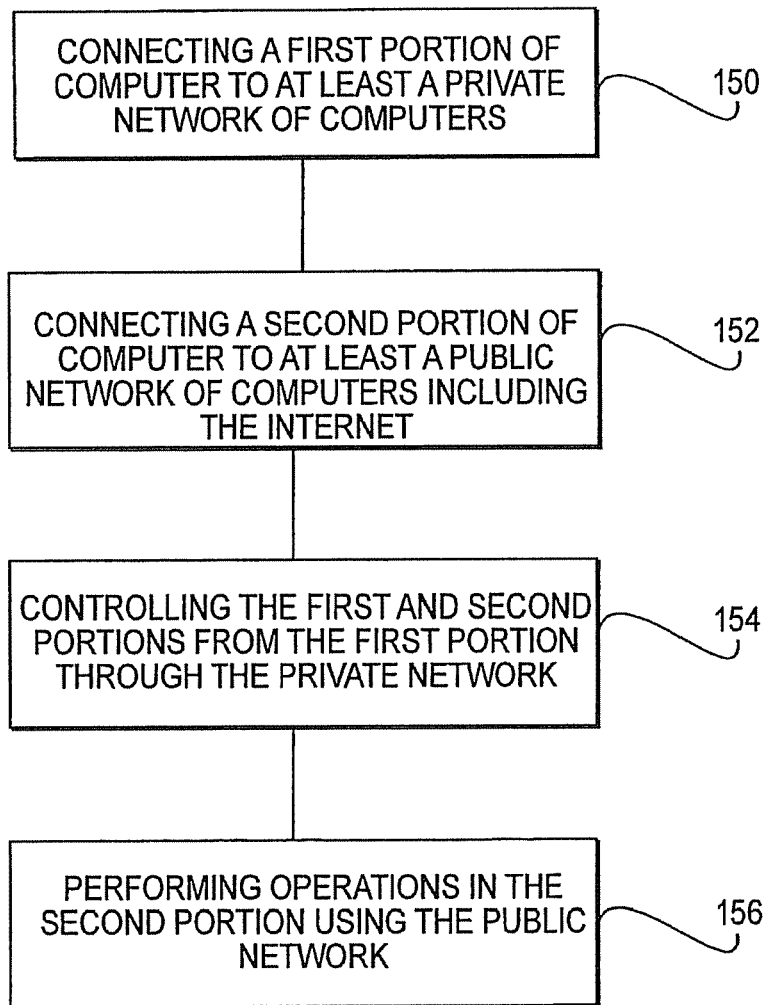 CONNECTING A FIRST PORTION OF
COMPUTER TO AT LEAST A PRIVATE
NETWORK OF COMPUTERS
150
CONNECTING A SECOND PORTION OF
COMPUTER TO AT LEAST A PUBLIC
NETWORK OF COMPUTERS INCLUDING
THE INTERNET
152
CONTROLLING THE FIRST AND SECOND
PORTIONS FROM THE FIRST PORTION
THROUGH THE PRIVATE NETWORK
154
PERFORMING OPERATIONS IN THE
SECOND PORTION USING THE PUBLIC
NETWORK
156